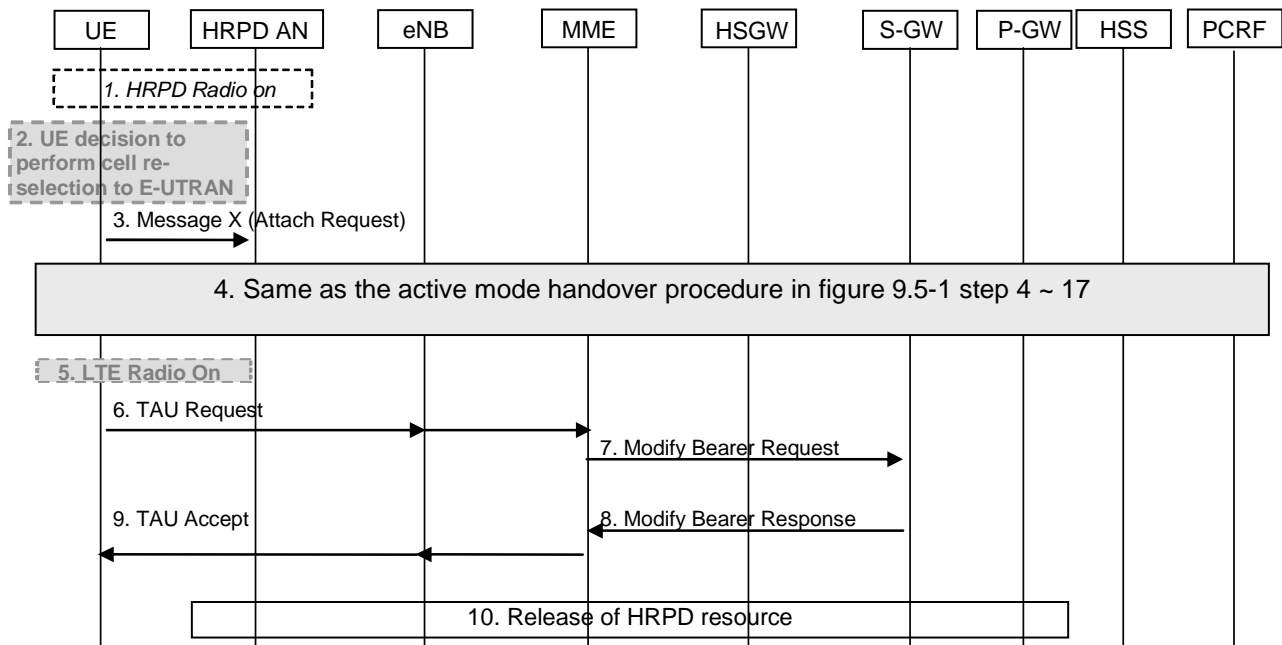 UE HRPD AN eNB MME HSGW S-GW P-GW HSS PCRF
1. HRPD Radio on
2. UE decision to
perform cell re-
selection to E-UTRAN
3. Message X (Attach Request)
4. Same as the active mode handover procedure in figure 9.5-1 step 4 ~ 17
5. LTE Radio On
6. TAU Request
7. Modify Bearer Request
9. TAU Accept
8. Modify Bearer Response
10. Release of HRPD resource